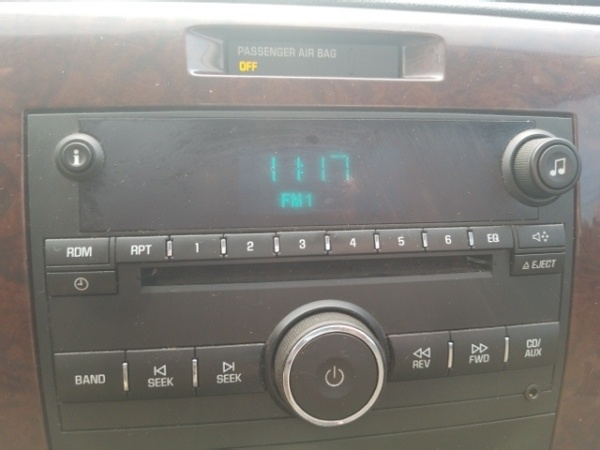 PASSENGER AIR BAG
OFF
i
11:17
FM1
RDM RPT 1 2 3 4 5 6 EQ
EJECT
BAND SEEK SEEK REV FWD CD/AUX